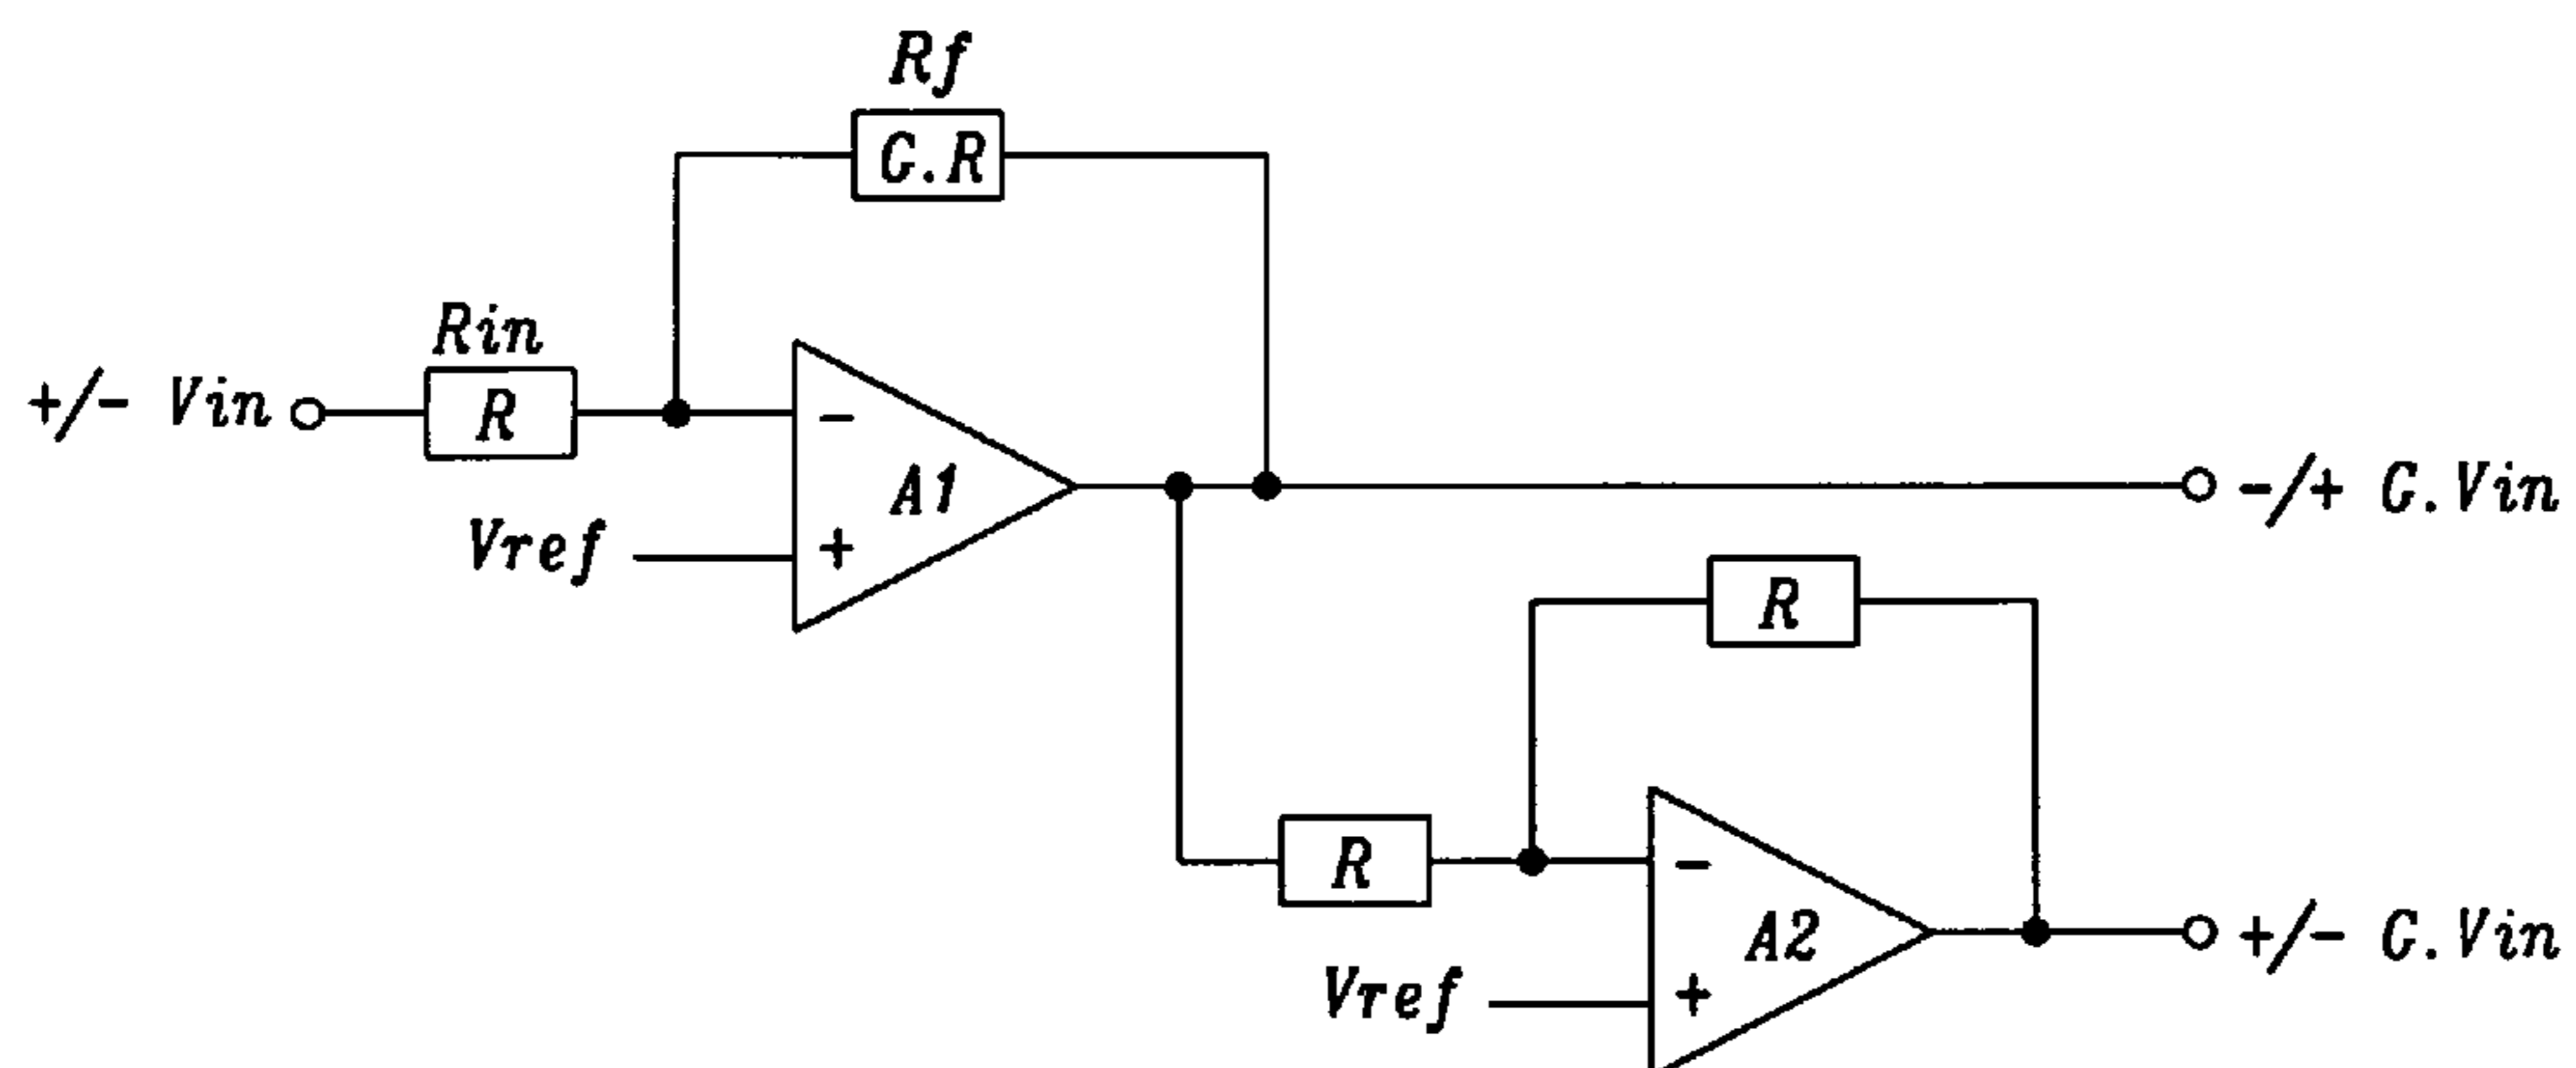 Rf
G.R
Rin
+/- Vin
R
-
A1
Vref
+
-/+ G.Vin
R
R
-
A2
Vref
+
+/- G.Vin